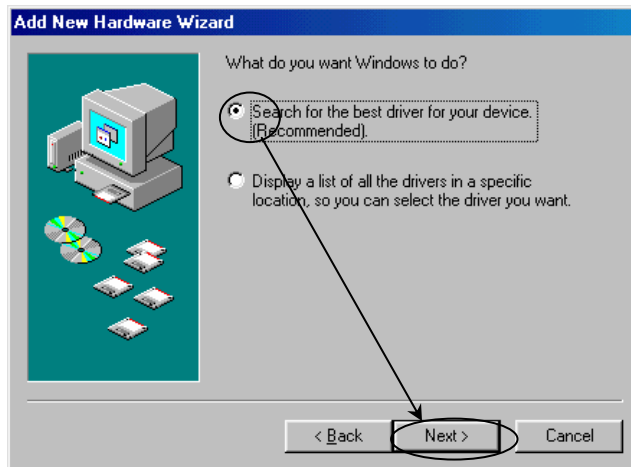 Add New Hardware Wizard
What do you want Windows to do?
Search for the best driver for your device.
(Recommended).
Display a list of all the drivers in a specific
location, so you can select the driver you want.
< Back
Next >
Cancel